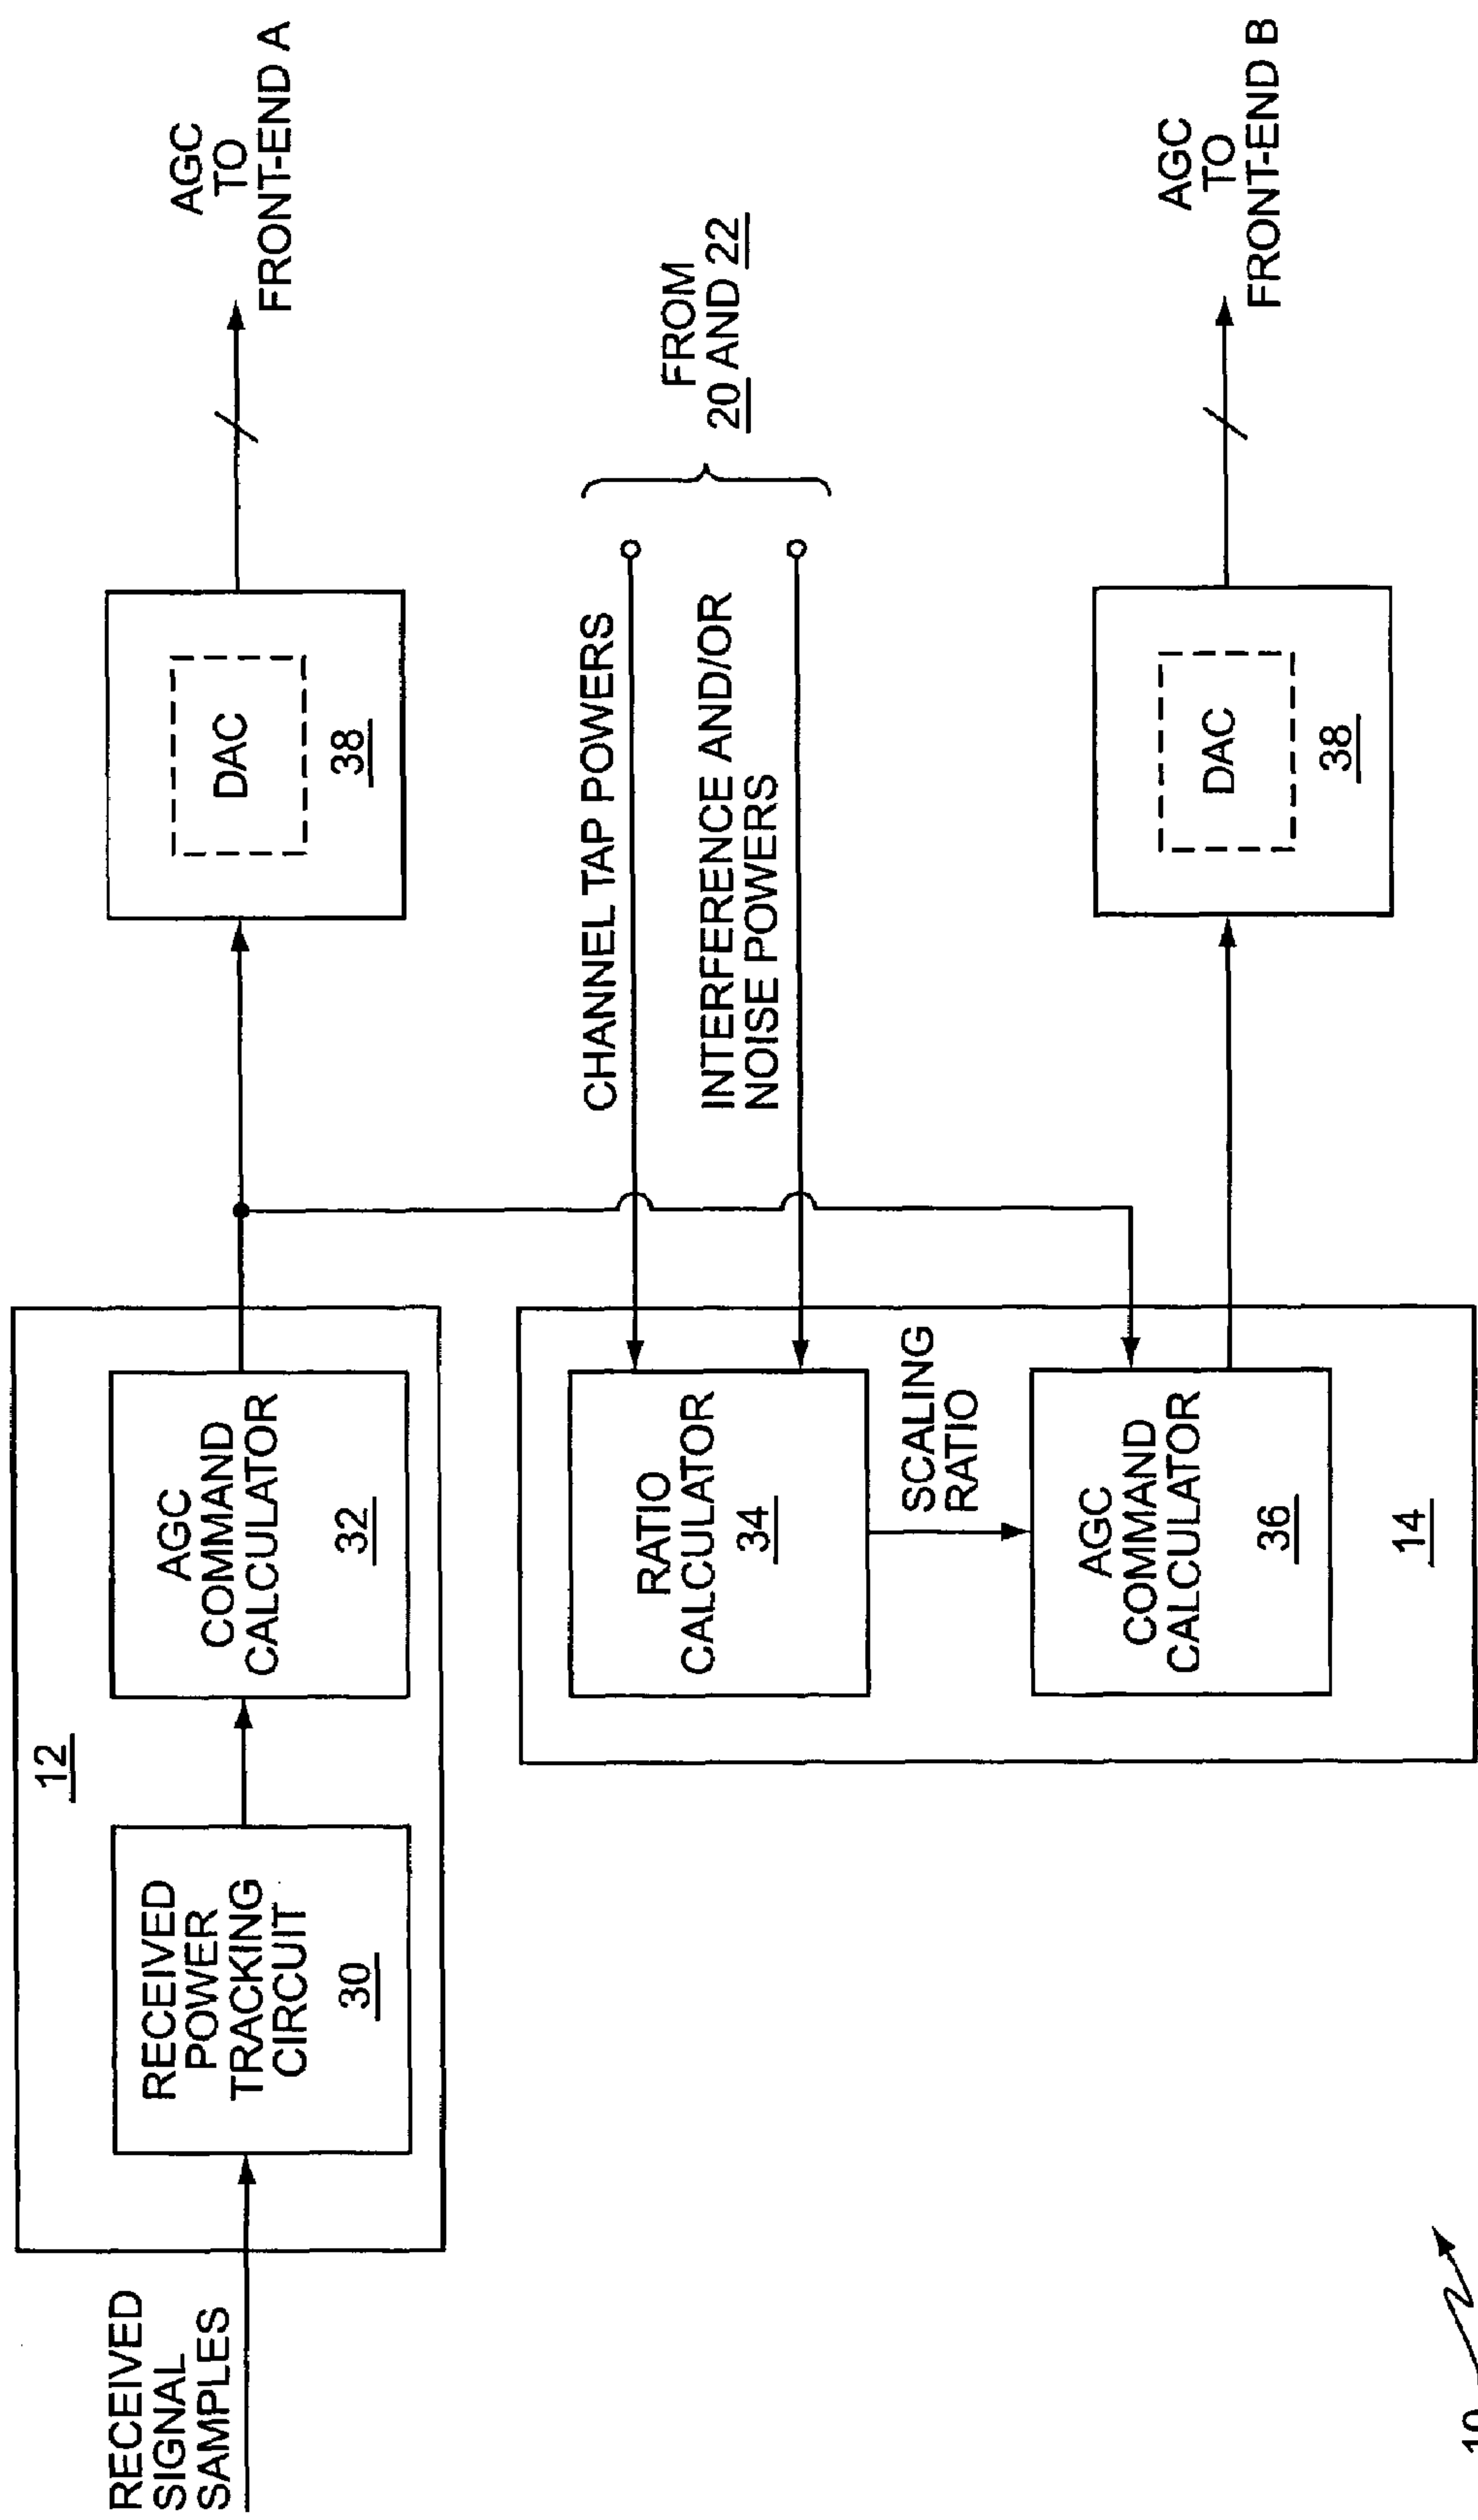 RECEIVED
SIGNAL
SAMPLES
12
RECEIVED
POWER
TRACKING
CIRCUIT
30
AGC
COMMAND
CALCULATOR
32
DAC
38
AGC
TO
FRONT-END A
CHANNEL TAP POWERS
INTERFERENCE AND/OR
NOISE POWERS
FROM
20 AND 22
RATIO
CALCULATOR
34
SCALING
RATIO
AGC
COMMAND
CALCULATOR
36
14
DAC
38
AGC
TO
FRONT-END B